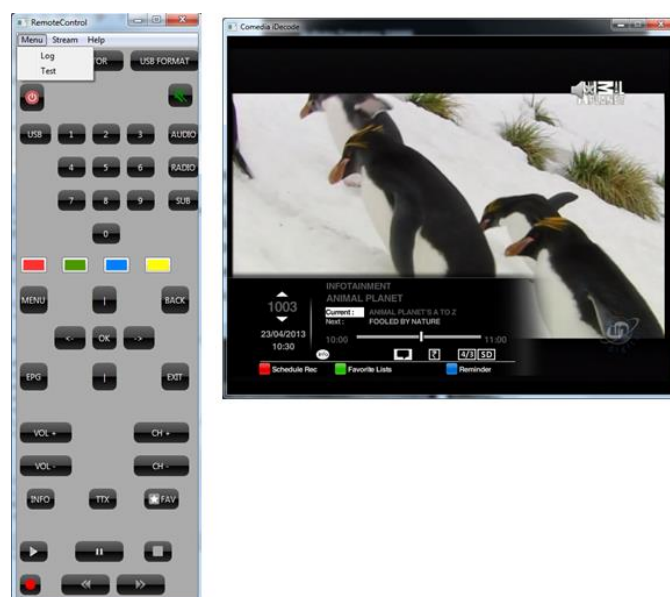 RemoteControl
Menu Stream Help
Log
Test
OR
USB FORMAT
USB 1 2 3 AUDIO
4 5 6 RADIO
7 8 9 SUB
0
MENU | BACK
<- OK ->
EPG | EXIT
VOL + CH +
VOL - CH -
INFO TTX FAV
Comedia iDecode
INFOTAINMENT
ANIMAL PLANET
1003
Current : ANIMAL PLANET'S A TO Z
Next : FOOLED BY NATURE
23/04/2013
10:30
10:00 11:00
4/3 SD
Schedule Rec Favorite Lists Reminder